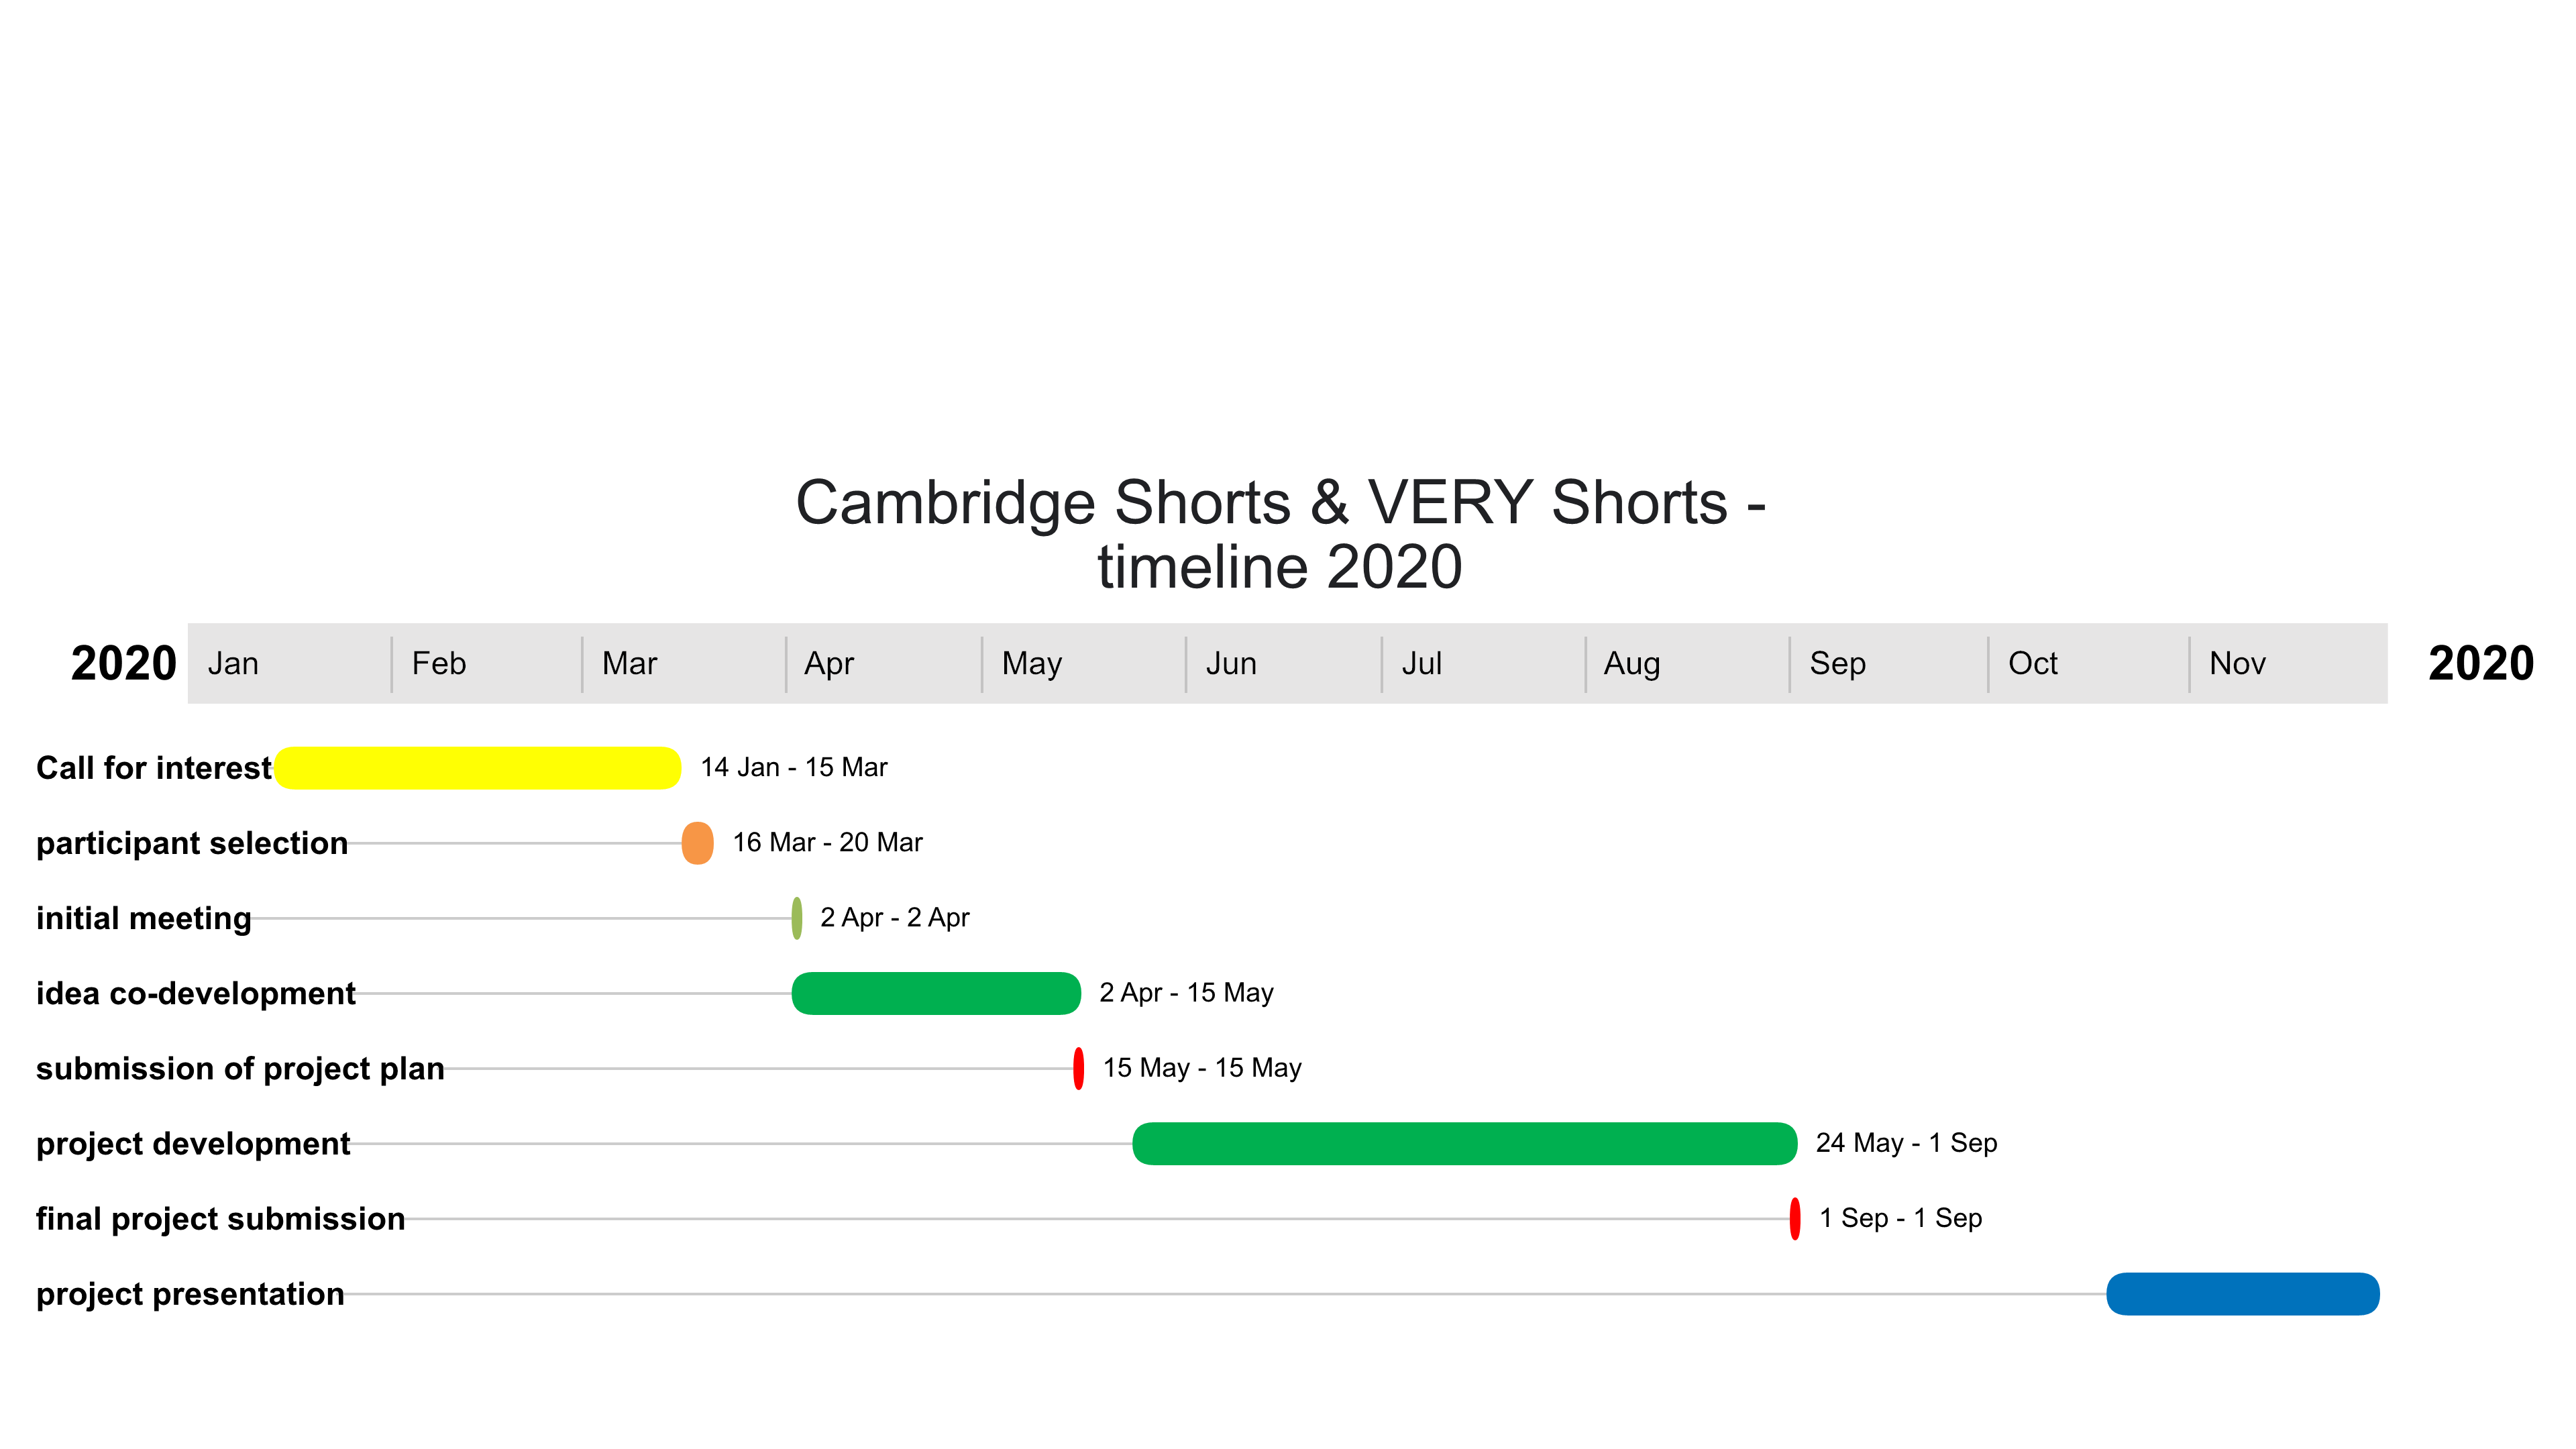 Cambridge Shorts & VERY Shorts -
timeline 2020
2020 Jan Feb Mar Apr May Jun Jul Aug Sep Oct Nov 2020
Call for interest 14 Jan - 15 Mar
participant selection 16 Mar - 20 Mar
initial meeting 2 Apr - 2 Apr
idea co-development 2 Apr - 15 May
submission of project plan 15 May - 15 May
project development 24 May - 1 Sep
final project submission 1 Sep - 1 Sep
project presentation